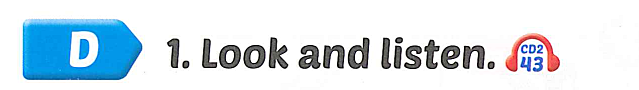 D 1. Look and listen. CD2 43